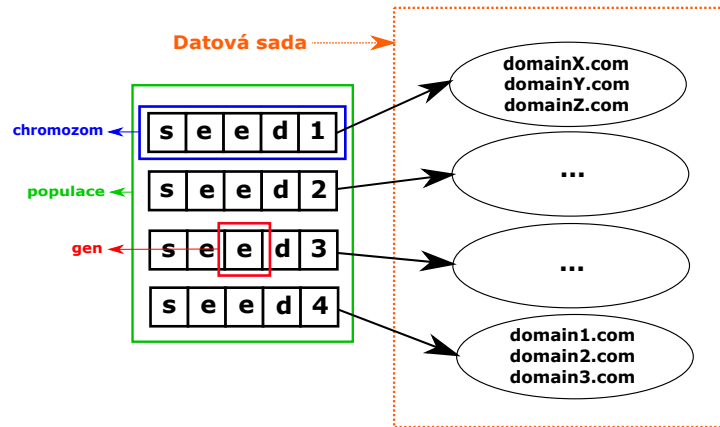 Datová sada
domainX.com
domainY.com
domainZ.com
chromozom
s e e d 1
populace
s e e d 2
...
gen
s e e d 3
...
s e e d 4
domain1.com
domain2.com
domain3.com